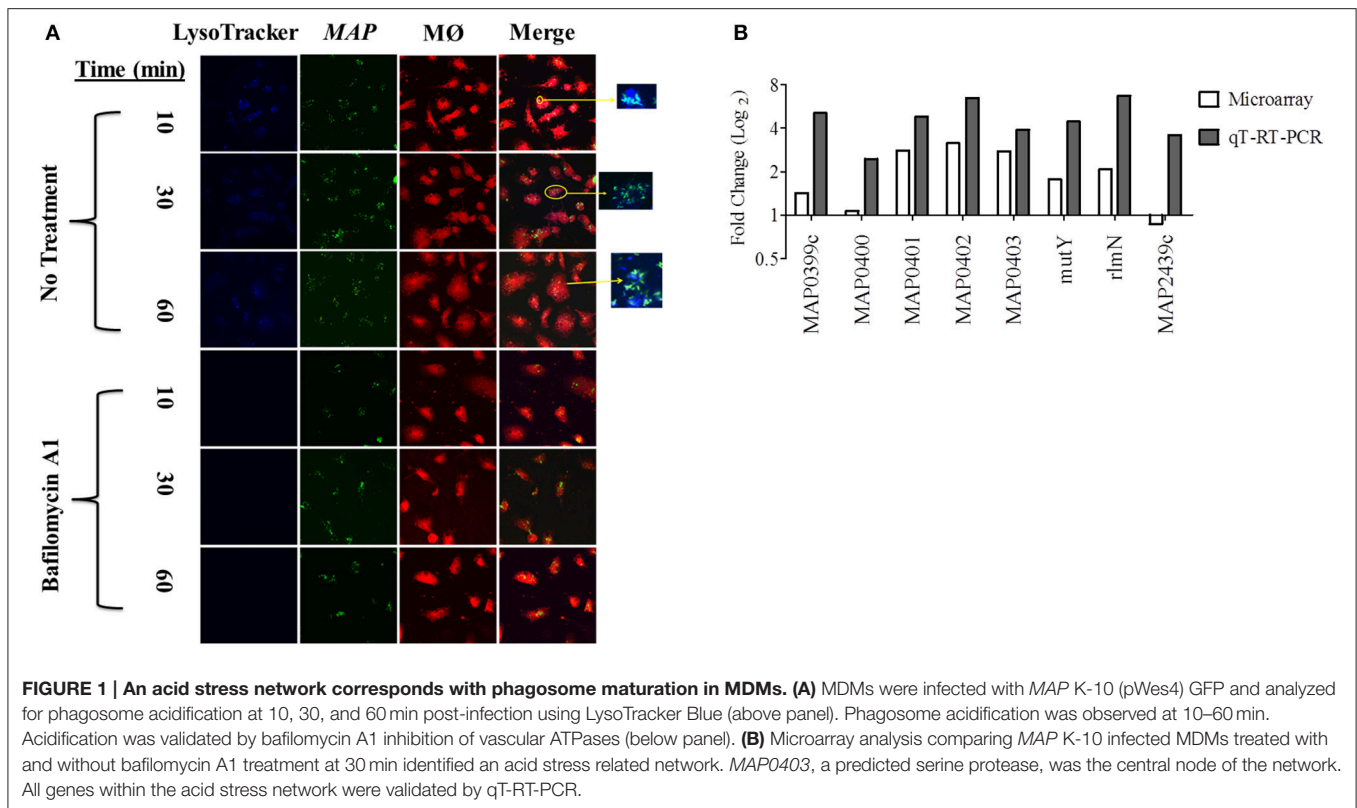 A
LysoTracker MAP MØ Merge
Time (min)
No Treatment
10
30
60
Bafilomycin A1
10
30
60
B
Fold Change (Log 2)
8
4
2
1
0.5
Microarray
qT-RT-PCR
MAP0399c
MAP0400
MAP0401
MAP0402
MAP0403
mutY
rlmN
MAP2439c
FIGURE 1 | An acid stress network corresponds with phagosome maturation in MDMs. (A) MDMs were infected with MAP K-10 (pWes4) GFP and analyzed
for phagosome acidification at 10, 30, and 60 min post-infection using LysoTracker Blue (above panel). Phagosome acidification was observed at 10–60 min.
Acidification was validated by bafilomycin A1 inhibition of vascular ATPases (below panel). (B) Microarray analysis comparing MAP K-10 infected MDMs treated with
and without bafilomycin A1 treatment at 30 min identified an acid stress related network. MAP0403, a predicted serine protease, was the central node of the network.
All genes within the acid stress network were validated by qT-RT-PCR.